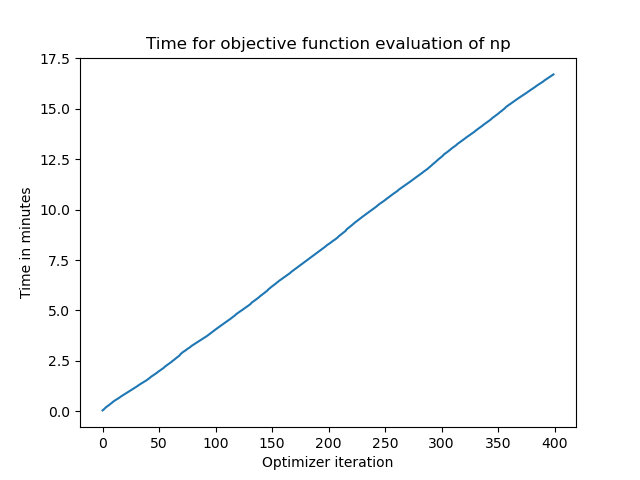 Time for objective function evaluation of np
17.5
15.0
12.5
10.0
7.5
5.0
2.5
0.0
Time in minutes
0 50 100 150 200 250 300 350 400
Optimizer iteration